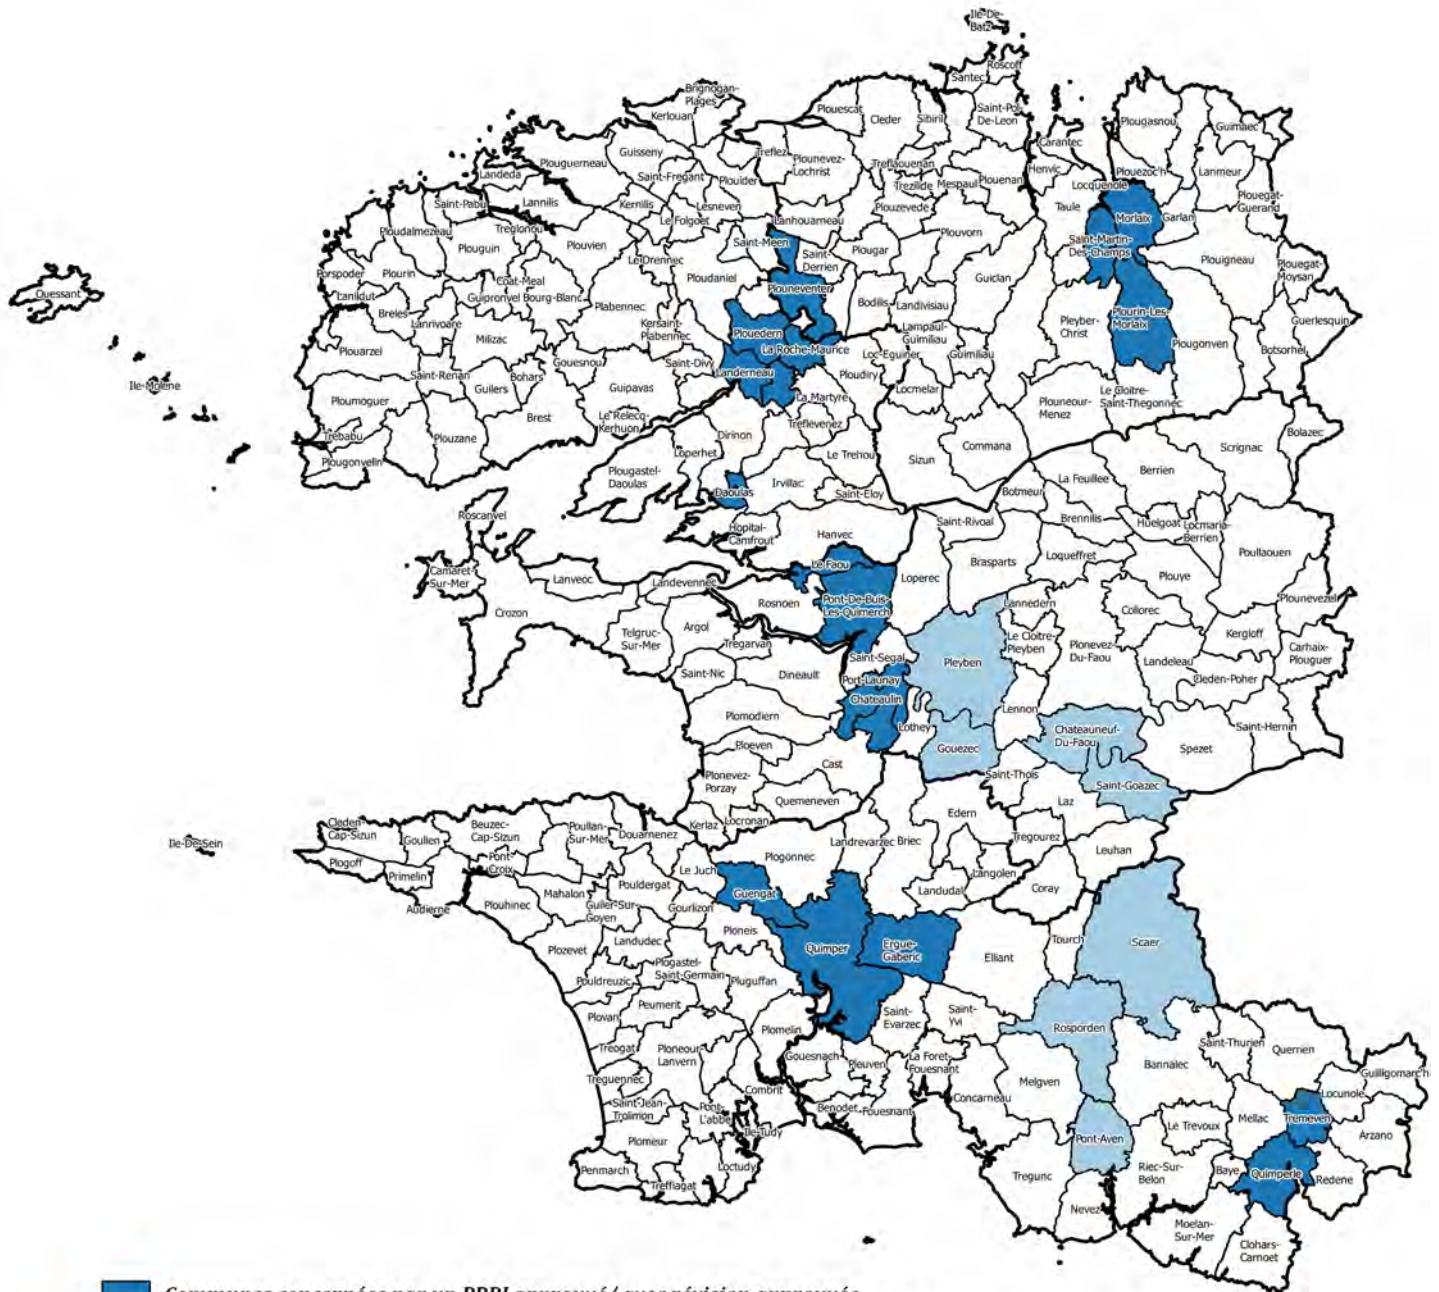 Ile-De-
Batz
Roscoff
Santec
Brignogan-
Plages
Kerlouan
Plouescat
Cleder
Sibiril
Saint-Pol-
De-Leon
Plougasnou
Guimaec
Carantec
Guisseny
Plouguerneau
Treflez
Plounevez-
Lochrist
Treflaouenan
Henvic
Plouezoc'h
Lanmeur
Landeda
Saint-Fregant
Plouider
Trezilide
Mespaul
Plouenan
Locquenole
Plouegat-
Guerand
Saint-Pabu
Lannilis
Kernilis
Lesneven
Le Folgoet
Plouzevede
Taule
Morlaix
Garlan
Ploudalmezeau
Treglonou
Lanhouarneau
Plouvorn
Plouguin
Plouvien
Saint-Meen
Saint-
Derrien
Plougar
Saint-Martin-
Des-Champs
Le Drennec
Plouigneau
Plouegat-
Moysan
Porspoder
Plourin
Coat-Meal
Ploudaniel
Guiclan
Ouessant
Lanildut
Guipronvel
Bourg-Blanc
Plouneventer
Bodilis
Landivisiau
Breles
Lanrivoare
Plabennec
Plourin-Les-
Morlaix
Guerlesquin
Kersaint-
Plabennec
Plouedern
Lampaul-
Guimiliau
Pleyber-
Christ
Plouarzel
Milizac
La Roche-Maurice
Loc-Eguiner
Guimiliau
Plougonven
Botsorhel
Saint-Renan
Bohars
Gouesnou
Saint-Divy
Landerneau
Ploudiry
Ile-Molene
Guilers
Guipavas
Locmelar
Le Cloitre-
Saint-Thegonnec
Ploumoguer
La Martyre
Plouneour-
Menez
Brest
Le Relecq-
Kerhuon
Treflevenez
Trebabu
Plouzane
Dirinon
Bolazec
Plougonvelin
Loperhet
Le Trehou
Sizun
Commana
Scrignac
Plougastel-
Daoulas
Berrien
Daoulas
Irvillac
Saint-Eloy
La Feuillee
Botmeur
Roscanvel
Saint-Rivoal
Brennilis
Huelgoat
Locmaria-
Berrien
Hopital-
Camfrout
Hanvec
Poullaouen
Camaret-
Sur-Mer
Lanveoc
Landevennec
Le Faou
Loperec
Brasparts
Loqueffret
Plouye
Crozon
Rosnoen
Pont-De-Buis-
Les-Quimerch
Lannedern
Collorec
Plounevezel
Telgruc-
Sur-Mer
Argol
Tregarvan
Le Cloitre-
Pleyben
Plonevez-
Du-Faou
Kergloff
Carhaix-
Plouguer
Saint-Segal
Pleyben
Landeleau
Saint-Nic
Dineault
Port-Launay
Cleden-Poher
Chateaulin
Lennon
Plomodiern
Lothey
Chateauneuf-
Du-Faou
Saint-Hernin
Ploeven
Gouezec
Spezet
Cast
Plonevez-
Porzay
Saint-Thois
Saint-Goazec
Quemeneven
Laz
Cleden-
Cap-Sizun
Beuzec-
Cap-Sizun
Poullan-
Sur-Mer
Kerlaz
Locronan
Edern
Ile-De-Sein
Goulien
Douarnenez
Landrevarzec
Briec
Tregourez
Leuhan
Plogoff
Pont-
Croix
Plogonnec
Primelin
Le Juch
Langolen
Audierne
Plouhinec
Mahalon
Pouldergat
Guengat
Landudal
Coray
Guiler-Sur-
Goyen
Gourlizon
Plozevet
Landudec
Ploneis
Quimper
Ergue-
Gaberic
Elliant
Tourch
Scaer
Plogastel-
Saint-Germain
Pouldreuzic
Pluguffan
Peumerit
Plovan
Plomelin
Saint-
Evarzec
Saint-
Yvi
Rosporden
Treogat
Ploneour-
Lanvern
Gouesnach
Pleuven
La Foret-
Fouesnant
Bannalec
Saint-Thurien
Querrien
Guilligomarc'h
Treguennec
Combrit
Melgven
Locunole
Saint-Jean-
Trolimon
Pont-
L'abbe
Benodet
Fouesnant
Concarneau
Tremeven
Mellac
Le Trevoux
Ile-Tudy
Plomeur
Pont-Aven
Arzano
Penmarch
Loctudy
Treffiagat
Tregunc
Riec-Sur-
Belon
Baye
Quimperle
Redene
Nevez
Moelan-
Sur-Mer
Clohars-
Carnoet